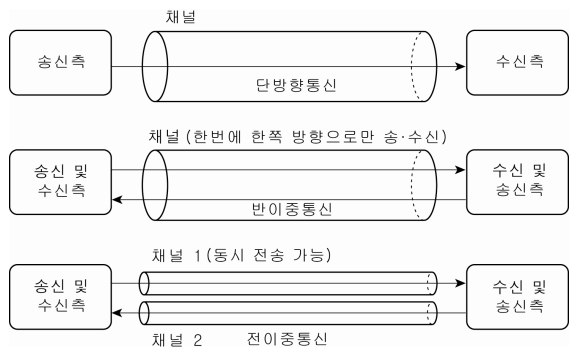 채널
송신측
수신측
단방향통신
채널 (한번에 한쪽 방향으로만 송·수신)
송신 및
수신측
수신 및
송신측
반이중통신
채널 1 (동시 전송 가능)
송신 및
수신측
수신 및
송신측
채널 2
전이중통신